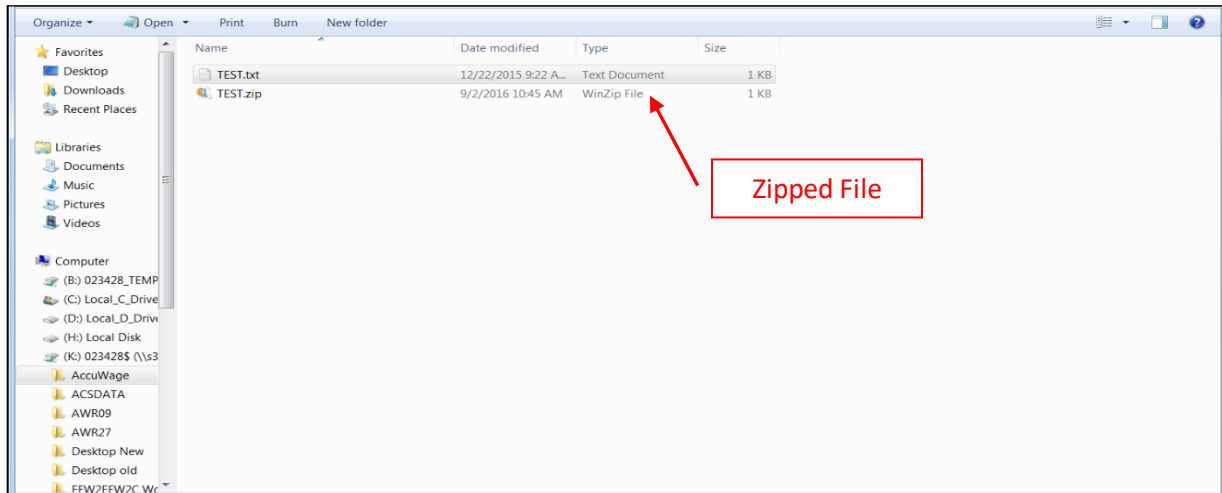 Organize Open Print Burn New folder
Favorites
Desktop
Downloads
Recent Places
Libraries
Documents
Music
Pictures
Videos
Computer
(B:) 023428_TEMP
(C:) Local_C_Drive
(D:) Local_D_Drive
(H:) Local Disk
(K:) 023428$ (\\s3
AccuWage
ACSDATA
AWR09
AWR27
Desktop New
Desktop old
Name Date modified Type Size
TEST.txt 12/22/2015 9:22 A... Text Document 1 KB
TEST.zip 9/2/2016 10:45 AM WinZip File 1 KB
Zipped File